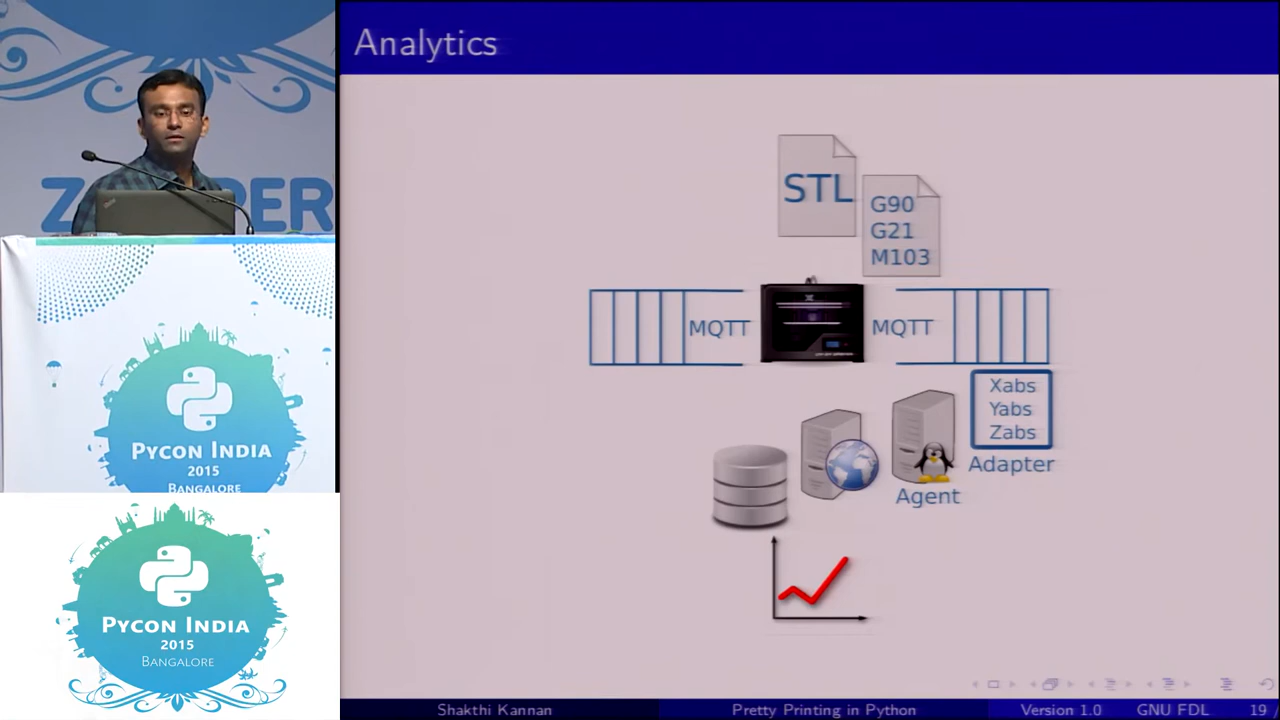 Analytics
STL
G90
G21
M103
MQTT
MQTT
Xabs
Yabs
Zabs
Adapter
Agent
PYCON INDIA
2015
BANGALORE
PYCON INDIA
2015
BANGALORE
Shakthi Kannan
Pretty Printing in Python
Version 1.0
GNU FDL
19